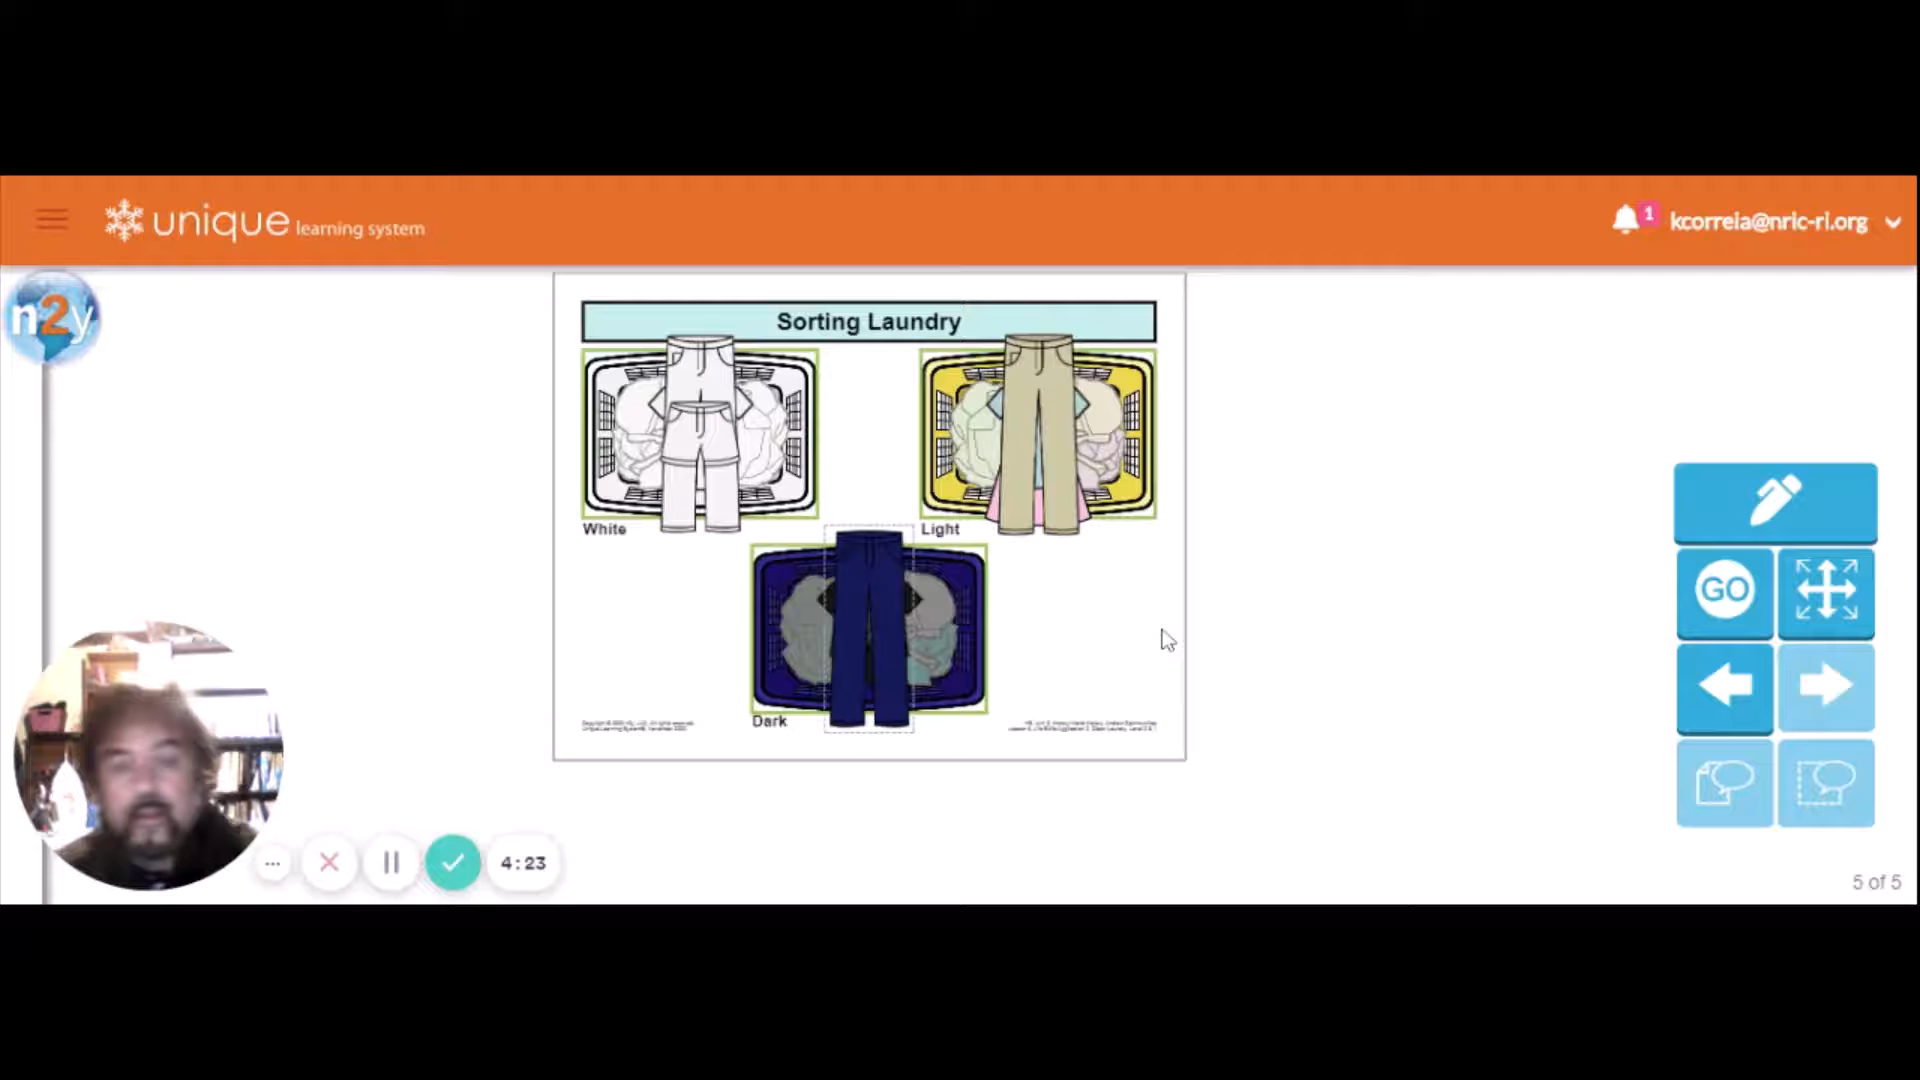 unique learning system
1
kcorreia@nric-ri.org
n2y
Sorting Laundry
White
Light
Dark
GO
4:23
5 of 5